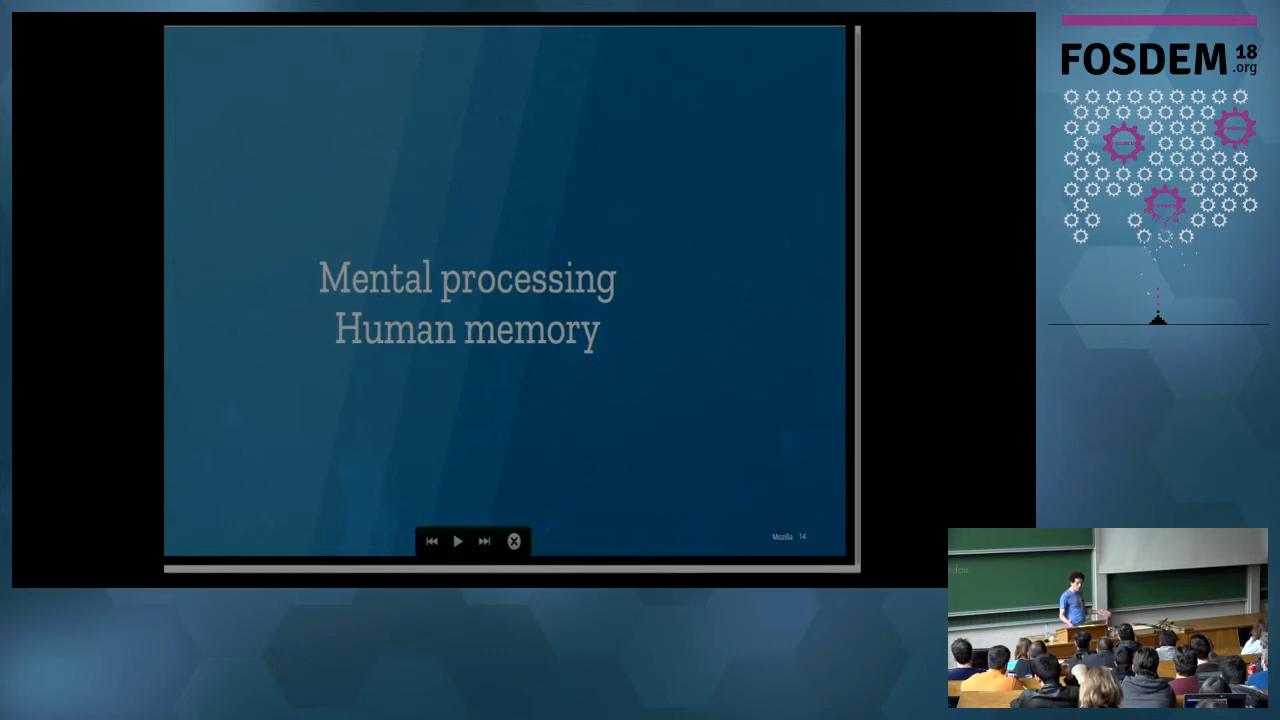 Mental processing
Human memory
Mozilla 14
FOSDEM 18
.org